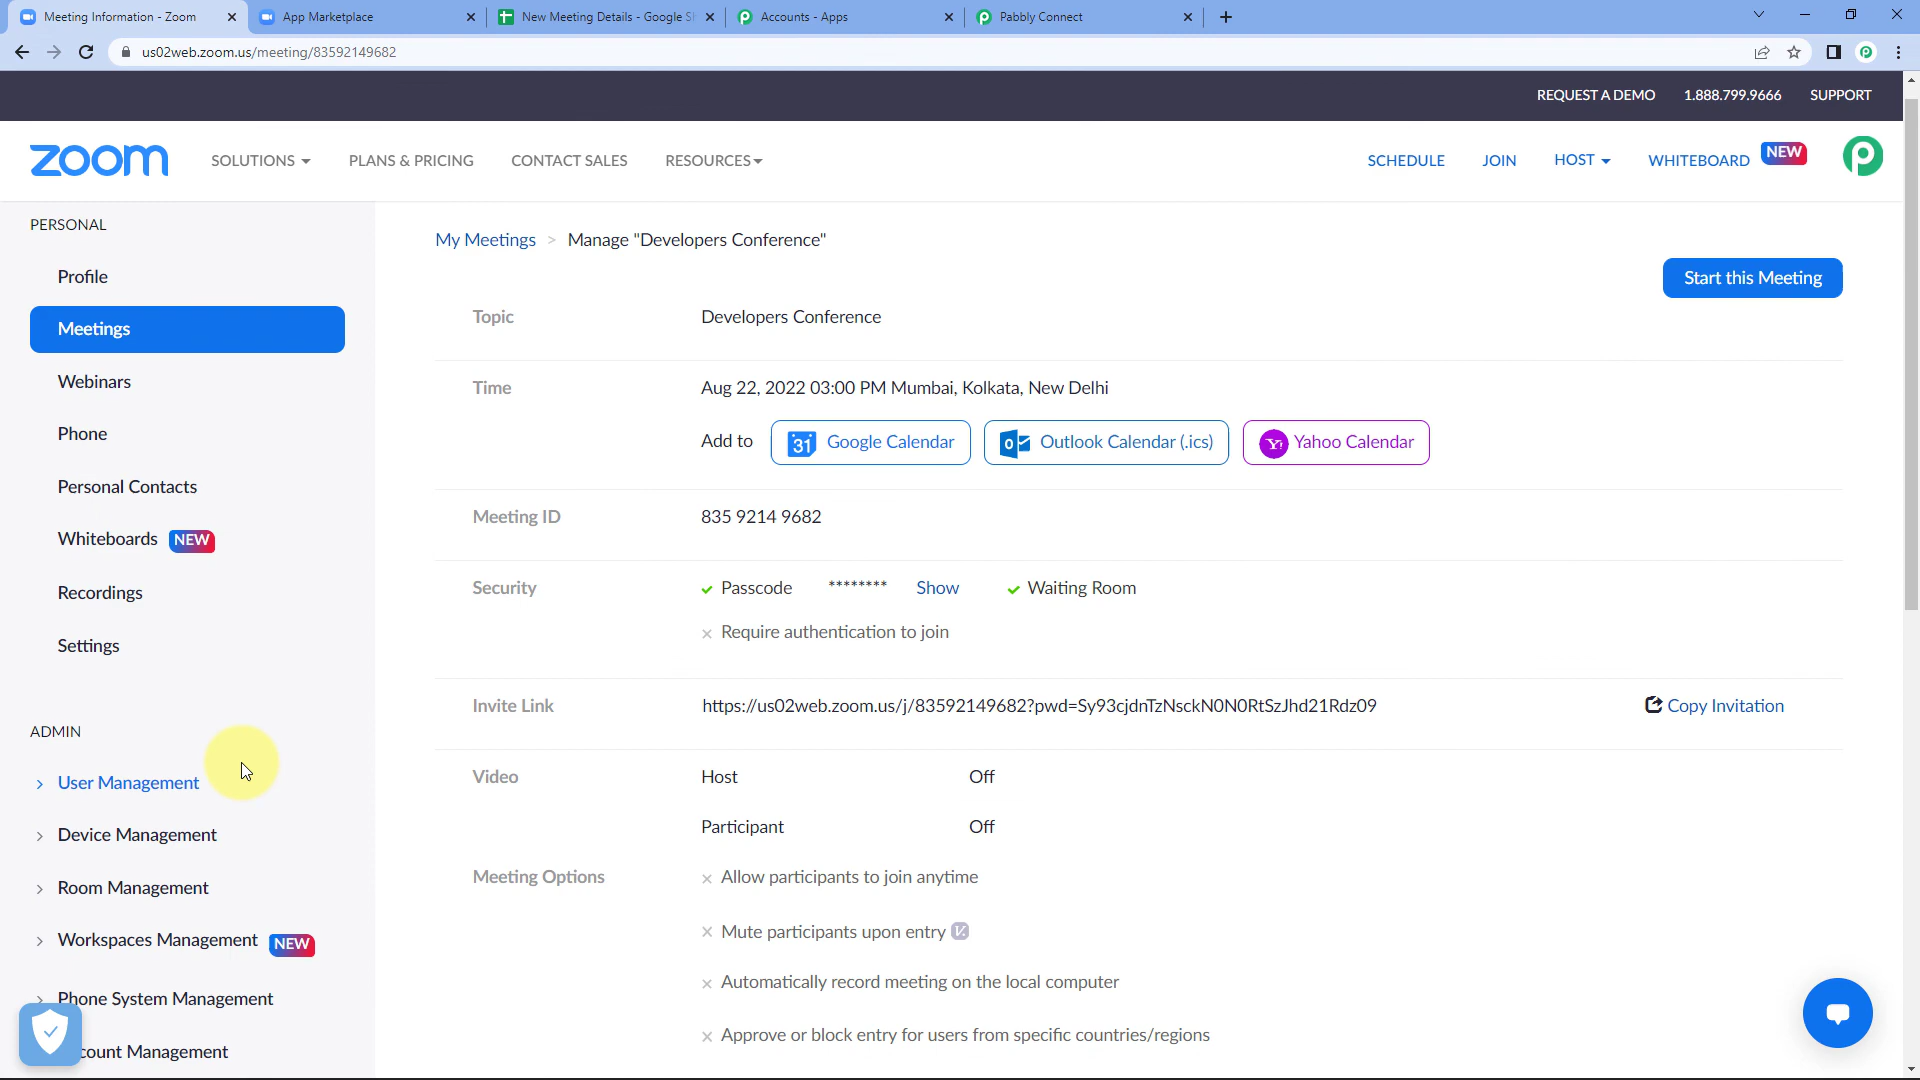 Meeting Information - Zoom
App Marketplace
New Meeting Details - Google Sh
Accounts - Apps
Pabbly Connect
us02web.zoom.us/meeting/83592149682
REQUEST A DEMO 1.888.799.9666 SUPPORT
zoom SOLUTIONS PLANS & PRICING CONTACT SALES RESOURCES SCHEDULE JOIN HOST WHITEBOARD NEW
PERSONAL
Profile
Meetings
Webinars
Phone
Personal Contacts
Whiteboards NEW
Recordings
Settings
ADMIN
User Management
Device Management
Room Management
Workspaces Management NEW
Phone System Management
count Management
My Meetings > Manage "Developers Conference"
Start this Meeting
Topic Developers Conference
Time Aug 22, 2022 03:00 PM Mumbai, Kolkata, New Delhi
Add to 31 Google Calendar Outlook Calendar (.ics) Y! Yahoo Calendar
Meeting ID 835 9214 9682
Security Passcode ******** Show Waiting Room
Require authentication to join
Invite Link https://us02web.zoom.us/j/83592149682?pwd=Sy93cjdnTzNsckN0N0RtSzJhd21Rdz09 Copy Invitation
Video Host Off
Participant Off
Meeting Options Allow participants to join anytime
Mute participants upon entry
Automatically record meeting on the local computer
Approve or block entry for users from specific countries/regions